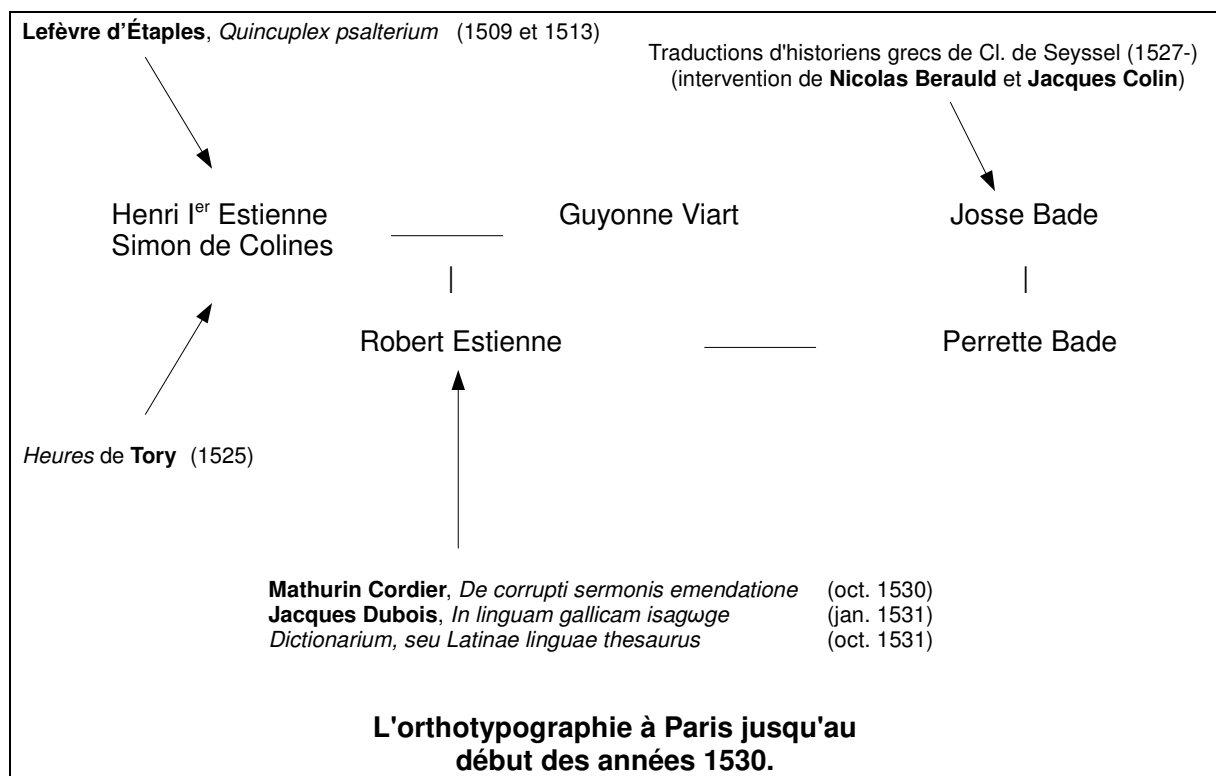 Lefèvre d'Étaples, Quincuplex psalterium (1509 et 1513)
Traductions d'historiens grecs de Cl. de Seyssel (1527-)
(intervention de Nicolas Berauld et Jacques Colin)
Henri Ier Estienne
Simon de Colines
Guyonne Viart
Josse Bade
Robert Estienne
Perrette Bade
Heures de Tory (1525)
Mathurin Cordier, De corrupti sermonis emendatione (oct. 1530)
Jacques Dubois, In linguam gallicam isagωge (jan. 1531)
Dictionarium, seu Latinae linguae thesaurus (oct. 1531)
L'orthotypographie à Paris jusqu'au
début des années 1530.